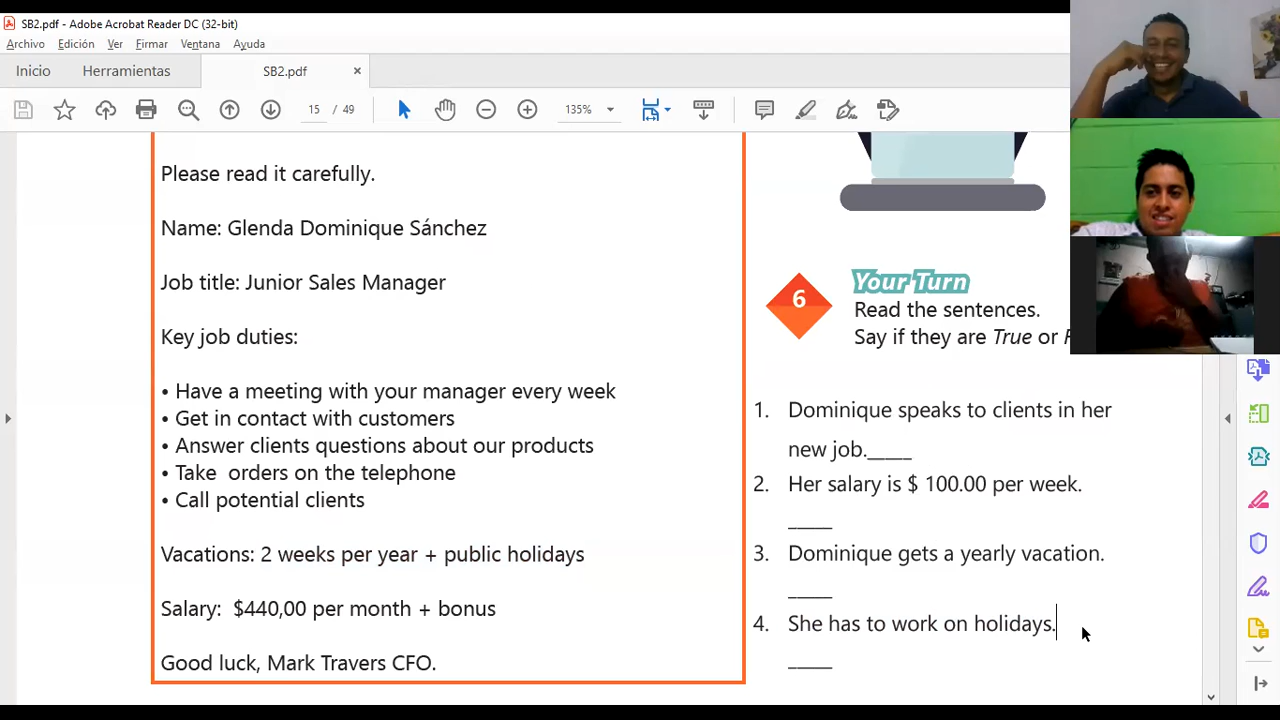 SB2.pdf - Adobe Acrobat Reader DC (32-bit)
Archivo Edición Ver Firmar Ventana Ayuda
Inicio Herramientas SB2.pdf ×
15 / 49 135%
Please read it carefully.
Name: Glenda Dominique Sánchez
Job title: Junior Sales Manager
Key job duties:
• Have a meeting with your manager every week
• Get in contact with customers
• Answer clients questions about our products
• Take orders on the telephone
• Call potential clients
Vacations: 2 weeks per year + public holidays
Salary: $440,00 per month + bonus
Good luck, Mark Travers CFO.
6 Your Turn
Read the sentences.
Say if they are True or
1. Dominique speaks to clients in her
new job._____
2. Her salary is $ 100.00 per week.
_____
3. Dominique gets a yearly vacation.
_____
4. She has to work on holidays.
_____